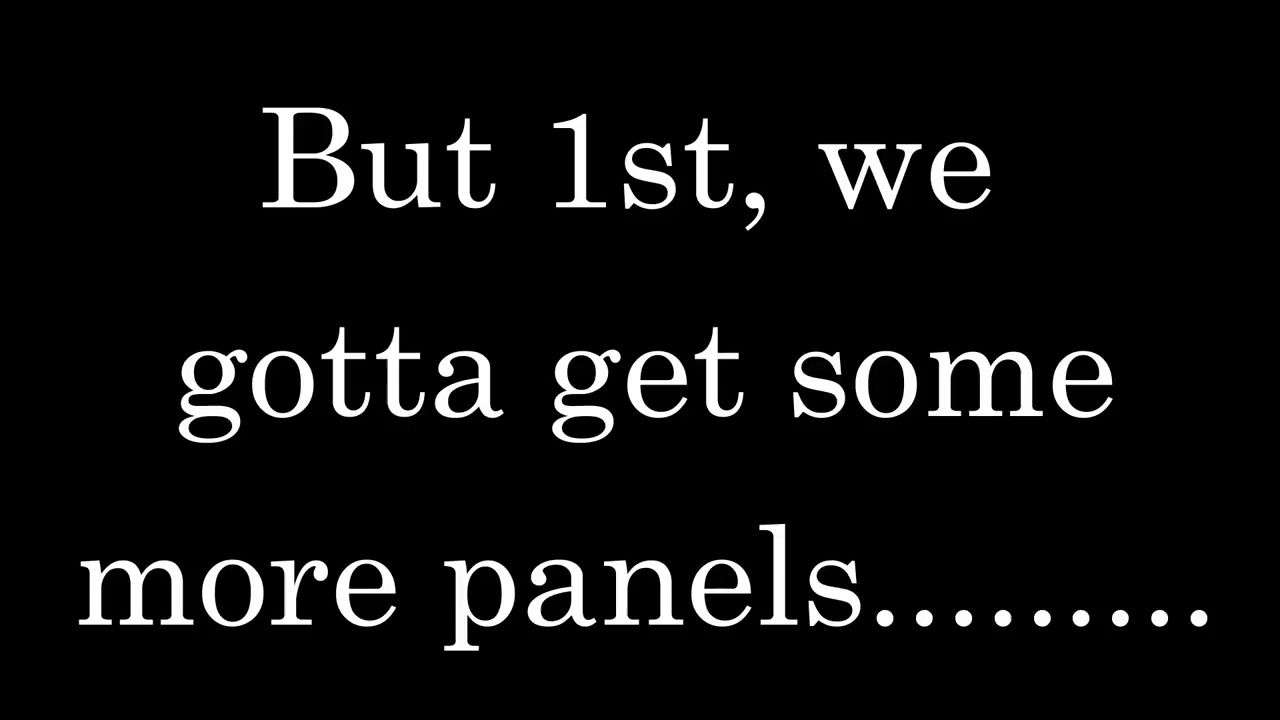 But 1st, we
gotta get some
more panels.........